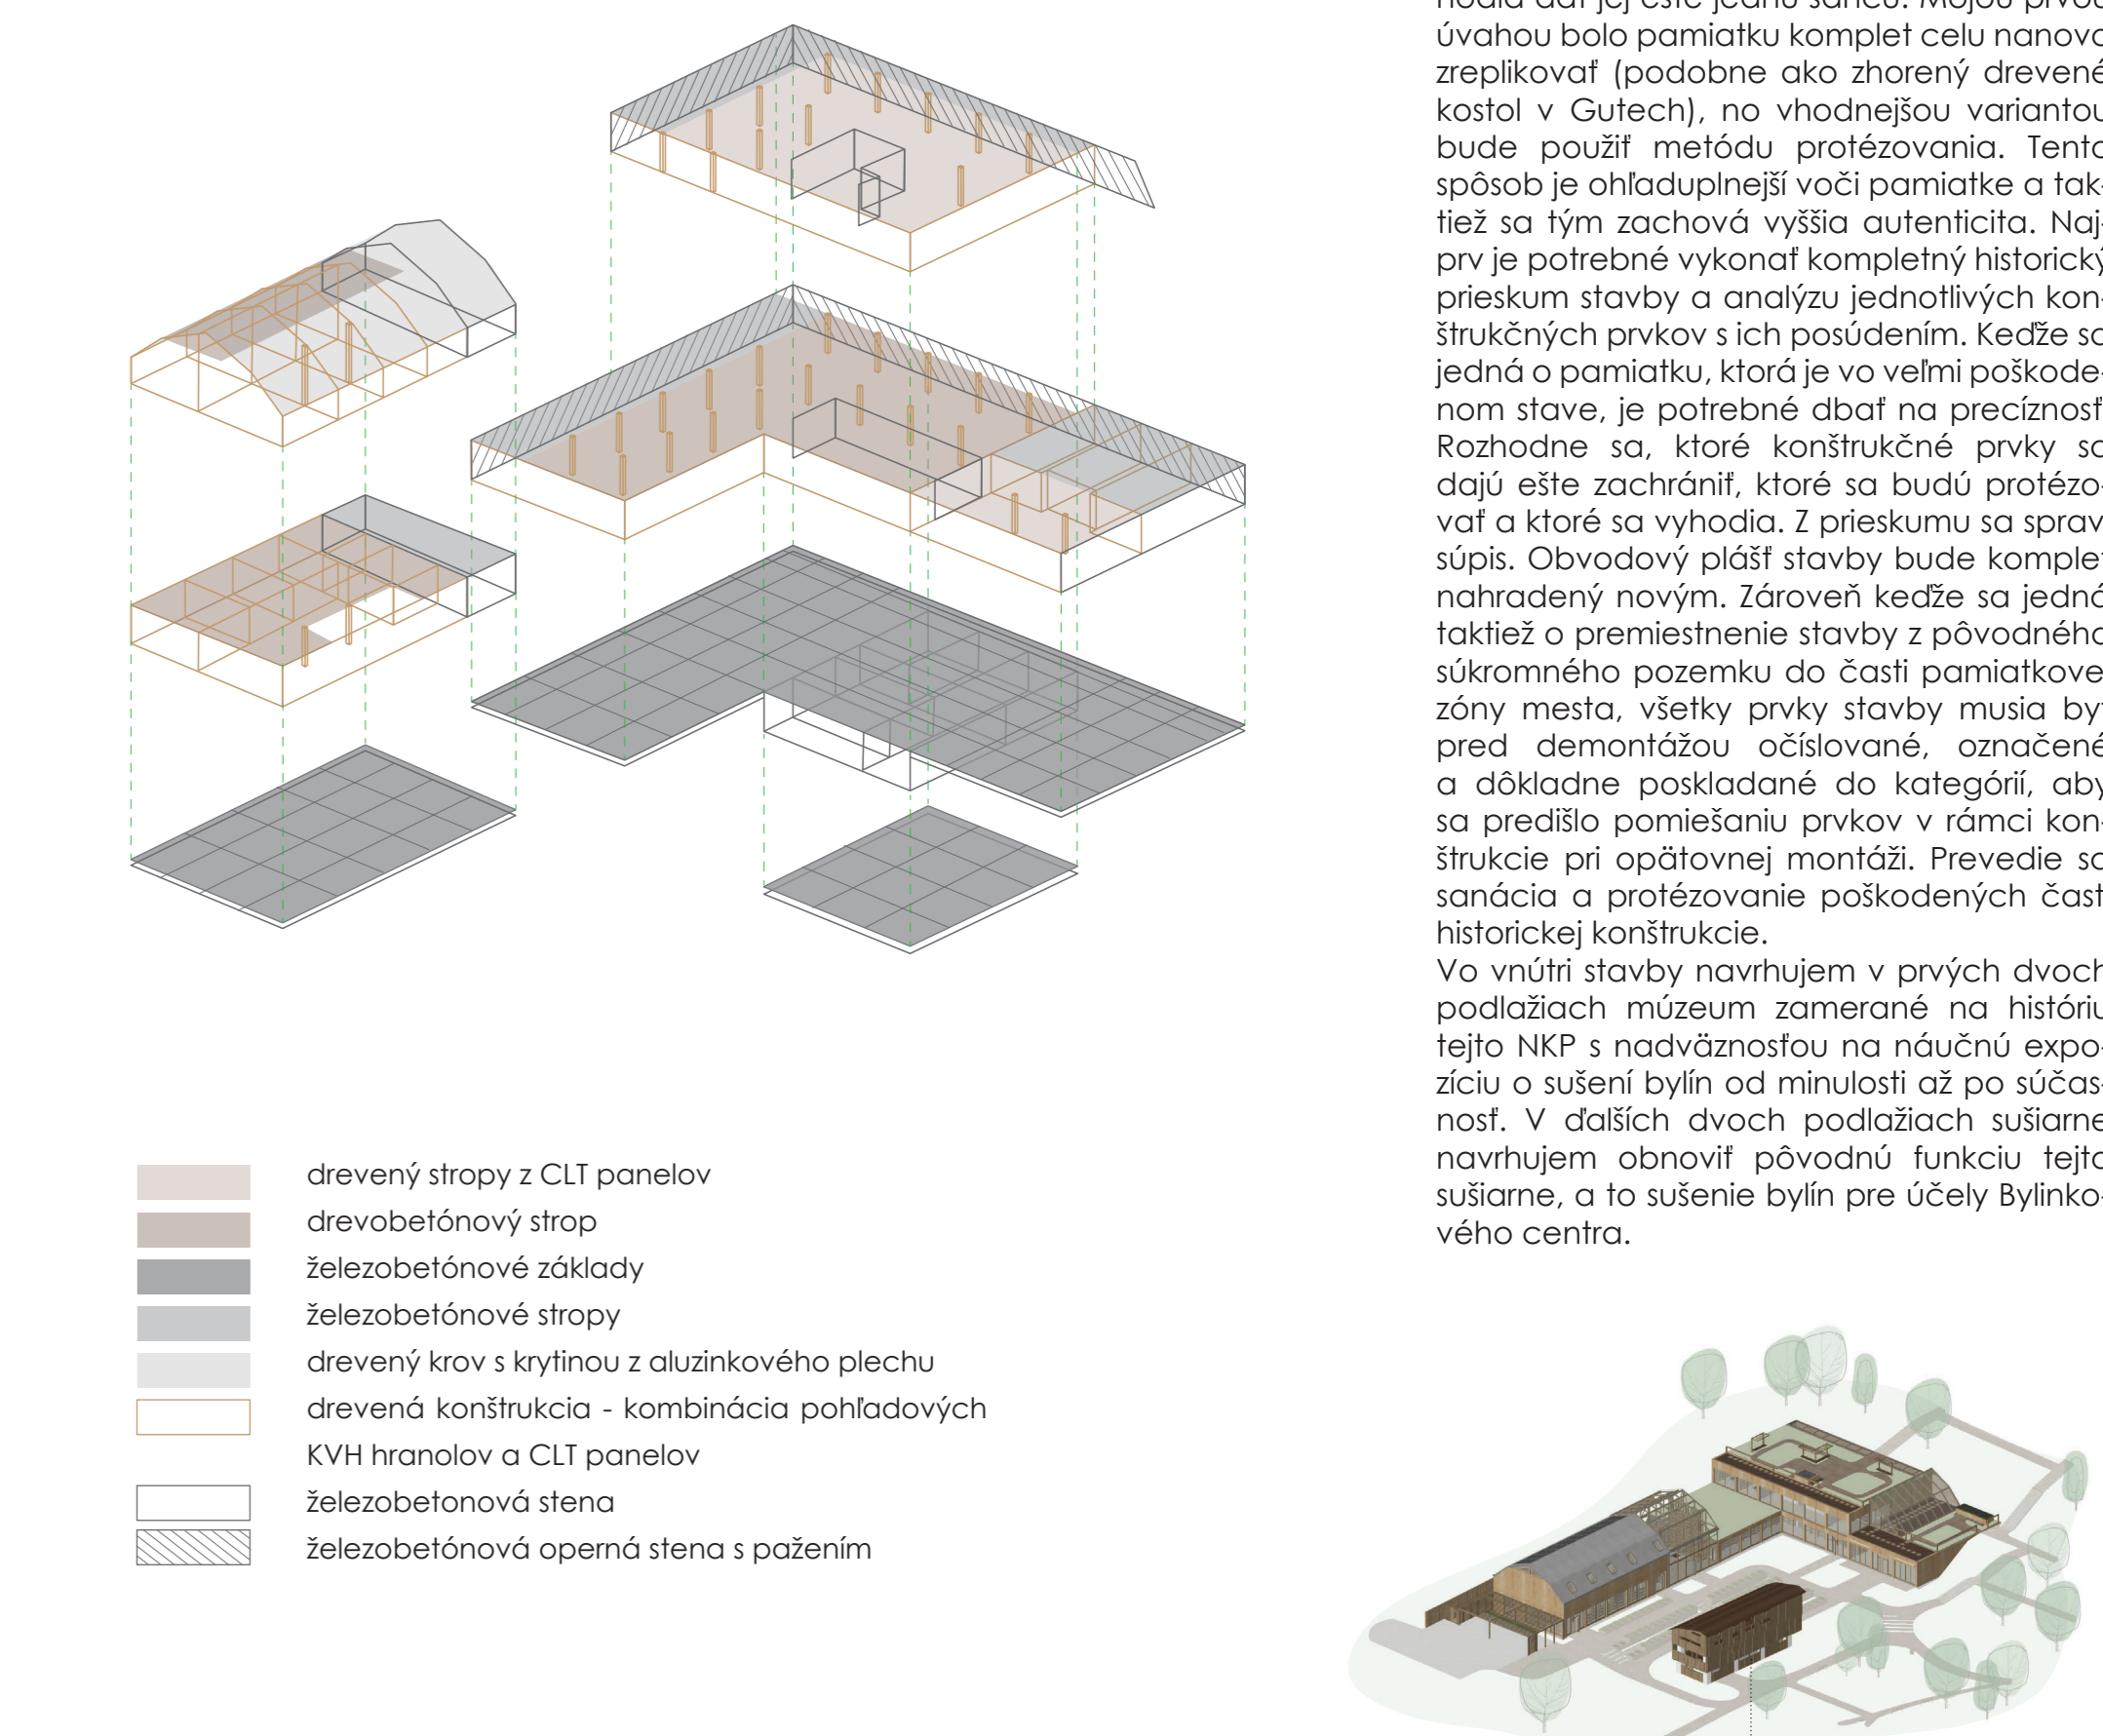 drevený stropy z CLT panelov
drevobetónový strop
železobetónové základy
železobetónové stropy
drevený krov s krytinou z aluzinkového plechu
drevená konštrukcia - kombinácia pohľadových
KVH hranolov a CLT panelov
železobetonová stena
železobetónová operná stena s pažením
dať jej ešte jednu šancu. Mojou prvou
úvahou bolo pamiatku komplet celu nanovo
zreplikovať (podobne ako zhorený drevené
kostol v Gutech), no vhodnejšou variantou
bude použiť metódu protézovania. Tento
spôsob je ohľaduplnejší voči pamiatke a tak-
tiež sa tým zachová vyššia autenticita. Naj-
prv je potrebné vykonať kompletný historický
prieskum stavby a analýzu jednotlivých kon-
štrukčných prvkov s ich posúdením. Keďže sa
jedná o pamiatku, ktorá je vo veľmi poškode-
nom stave, je potrebné dbať na precíznosť
Rozhodne sa, ktoré konštrukčné prvky sa
dajú ešte zachrániť, ktoré sa budú protézo-
vať a ktoré sa vyhodia. Z prieskumu sa sprav
súpis. Obvodový plášť stavby bude komplet
nahradený novým. Zároveň keďže sa jedná
taktiež o premiestnenie stavby z pôvodného
súkromného pozemku do časti pamiatkove
zóny mesta, všetky prvky stavby musia byť
pred demontážou očíslované, označené
a dôkladne poskladané do kategórií, aby
sa predišlo pomiešaniu prvkov v rámci kon-
štrukcie pri opätovnej montáži. Prevedie sa
sanácia a protézovanie poškodených čast
historickej konštrukcie.
Vo vnútri stavby navrhujem v prvých dvoch
podlažiach múzeum zamerané na históriu
tejto NKP s nadväznosťou na náučnú expo-
zíciu o sušení bylín od minulosti až po súčas-
nosť. V ďalších dvoch podlažiach sušiarne
navrhujem obnoviť pôvodnú funkciu tejto
sušiarne, a to sušenie bylín pre účely Bylinko-
vého centra.